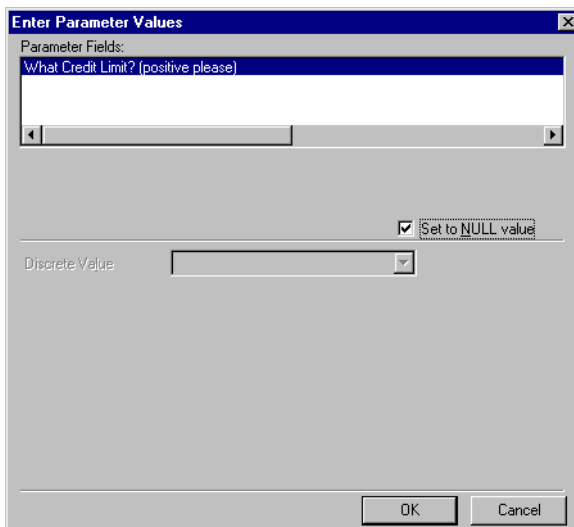 Enter Parameter Values
Parameter Fields:
What Credit Limit? (positive please)
Set to NULL value
Discrete Value
OK Cancel